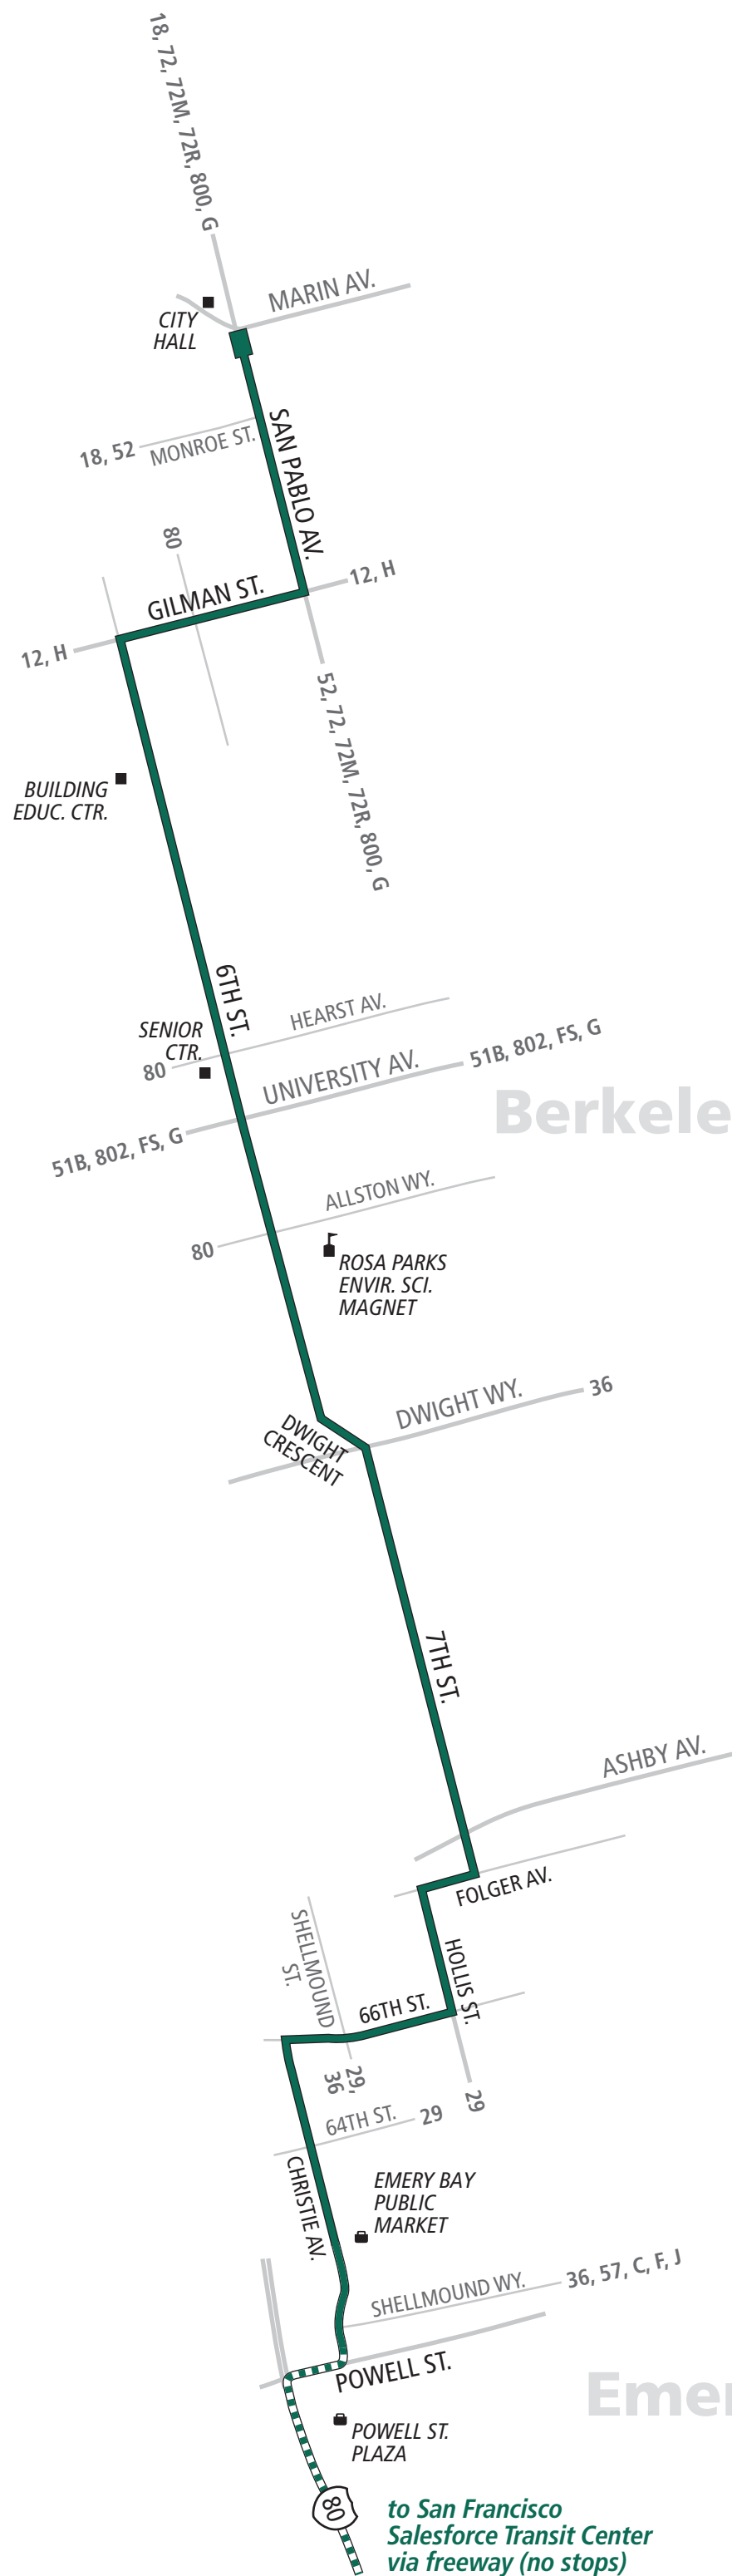 18, 72, 72M, 72R, 800, G
MARIN AV.
CITY
HALL
SAN PABLO AV.
18, 52
MONROE ST.
80
12, H
GILMAN ST.
12, H
52, 72, 72M, 72R, 800, G
BUILDING
EDUC. CTR.
6TH ST.
HEARST AV.
SENIOR
CTR.
80
UNIVERSITY AV.
51B, 802, FS, G
Berkele
51B, 802, FS, G
ALLSTON WY.
80
ROSA PARKS
ENVIR. SCI.
MAGNET
DWIGHT WY.
36
DWIGHT
CRESCENT
7TH ST.
ASHBY AV.
FOLGER AV.
SHELLMOUND
ST.
HOLLIS ST.
66TH ST.
29,
36
29
64TH ST.
29
CHRISTIE AV.
EMERY BAY
PUBLIC
MARKET
SHELLMOUND WY.
36, 57, C, F, J
POWELL ST.
Emer
POWELL ST.
PLAZA
80
to San Francisco
Salesforce Transit Center
via freeway (no stops)